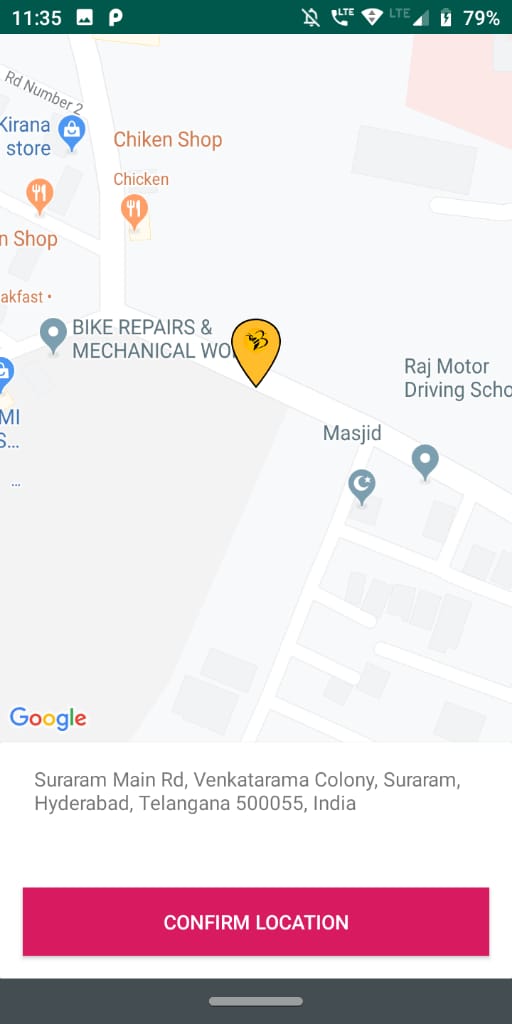 11:35
LTE
LTE
79%
Rd Number 2
Kirana
store
Chiken Shop
Chicken
n Shop
akfast •
BIKE REPAIRS &
MECHANICAL WO
Raj Motor
Driving Scho
MI
S...
...
Masjid
Google
Suraram Main Rd, Venkatarama Colony, Suraram,
Hyderabad, Telangana 500055, India
CONFIRM LOCATION